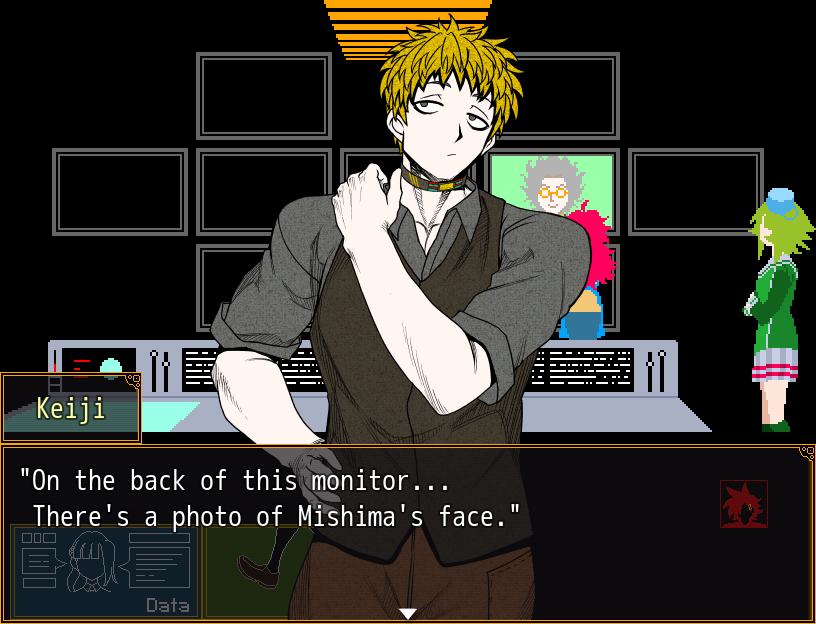 Keiji
"On the back of this monitor...
There's a photo of Mishima's face."
Data